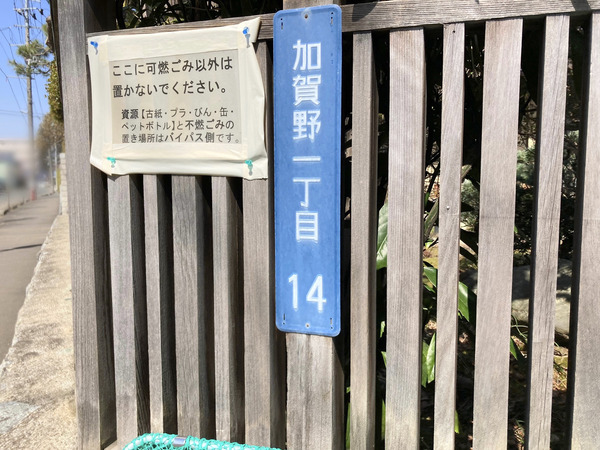 ここに可燃ごみ以外は
置かないでください。
資源【古紙・プラ・びん・缶・
ペットボトル】と不燃ごみの
置き場所はバイパス側です。
加賀野一丁目 14